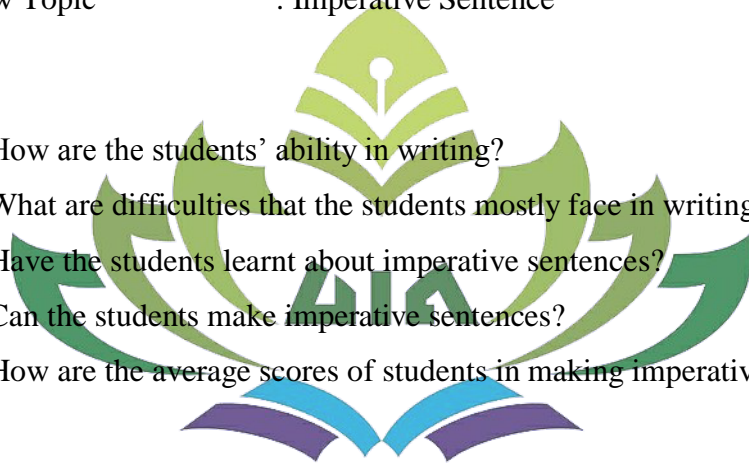 w Topic : Imperative Sentence
How are the students' ability in writing?
What are difficulties that the students mostly face in writing
Have the students learnt about imperative sentences?
Can the students make imperative sentences?
How are the average scores of students in making imperativ